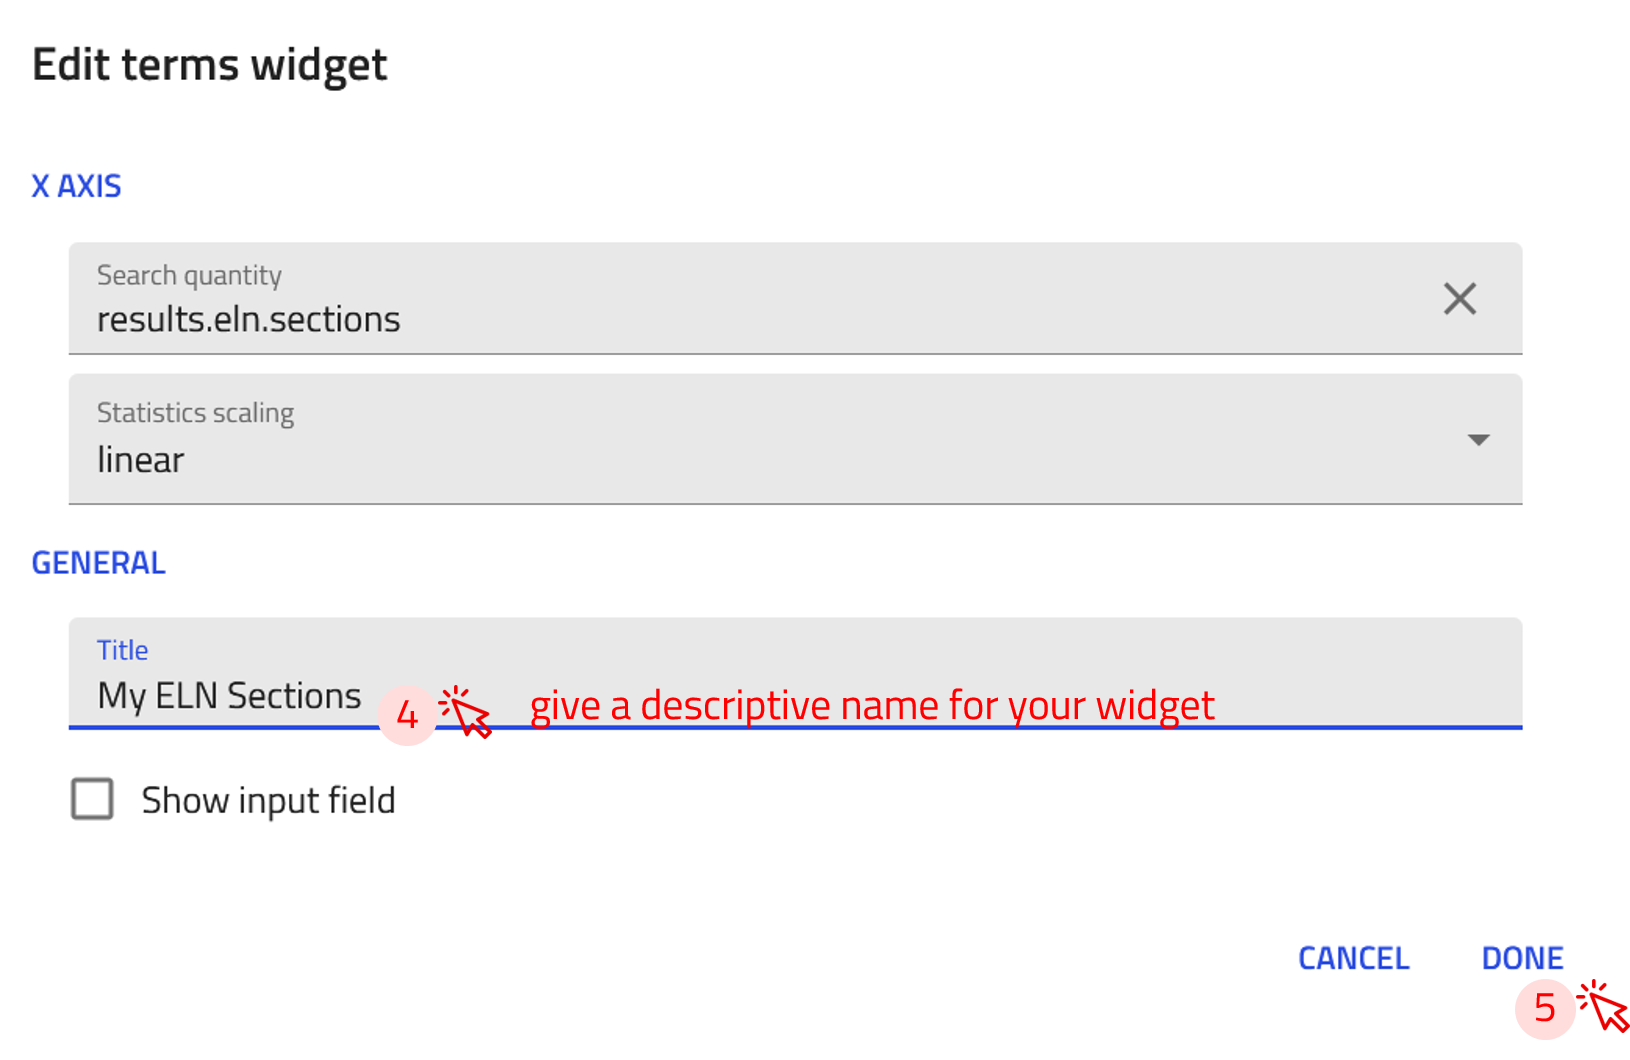 Edit terms widget
X AXIS
Search quantity
results.eln.sections
Statistics scaling
linear
GENERAL
Title
My ELN Sections
4 give a descriptive name for your widget
Show input field
CANCEL DONE
5